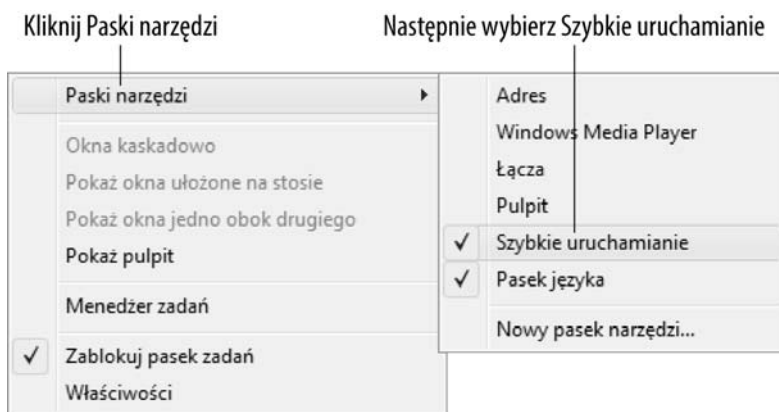 Kliknij Paski narzędzi
Następnie wybierz Szybkie uruchamianie
Paski narzędzi
Okna kaskadowo
Pokaż okna ułożone na stosie
Pokaż okna jedno obok drugiego
Pokaż pulpit
Menedżer zadań
Zablokuj pasek zadań
Właściwości
Adres
Windows Media Player
Łącza
Pulpit
Szybkie uruchamianie
Pasek języka
Nowy pasek narzędzi...